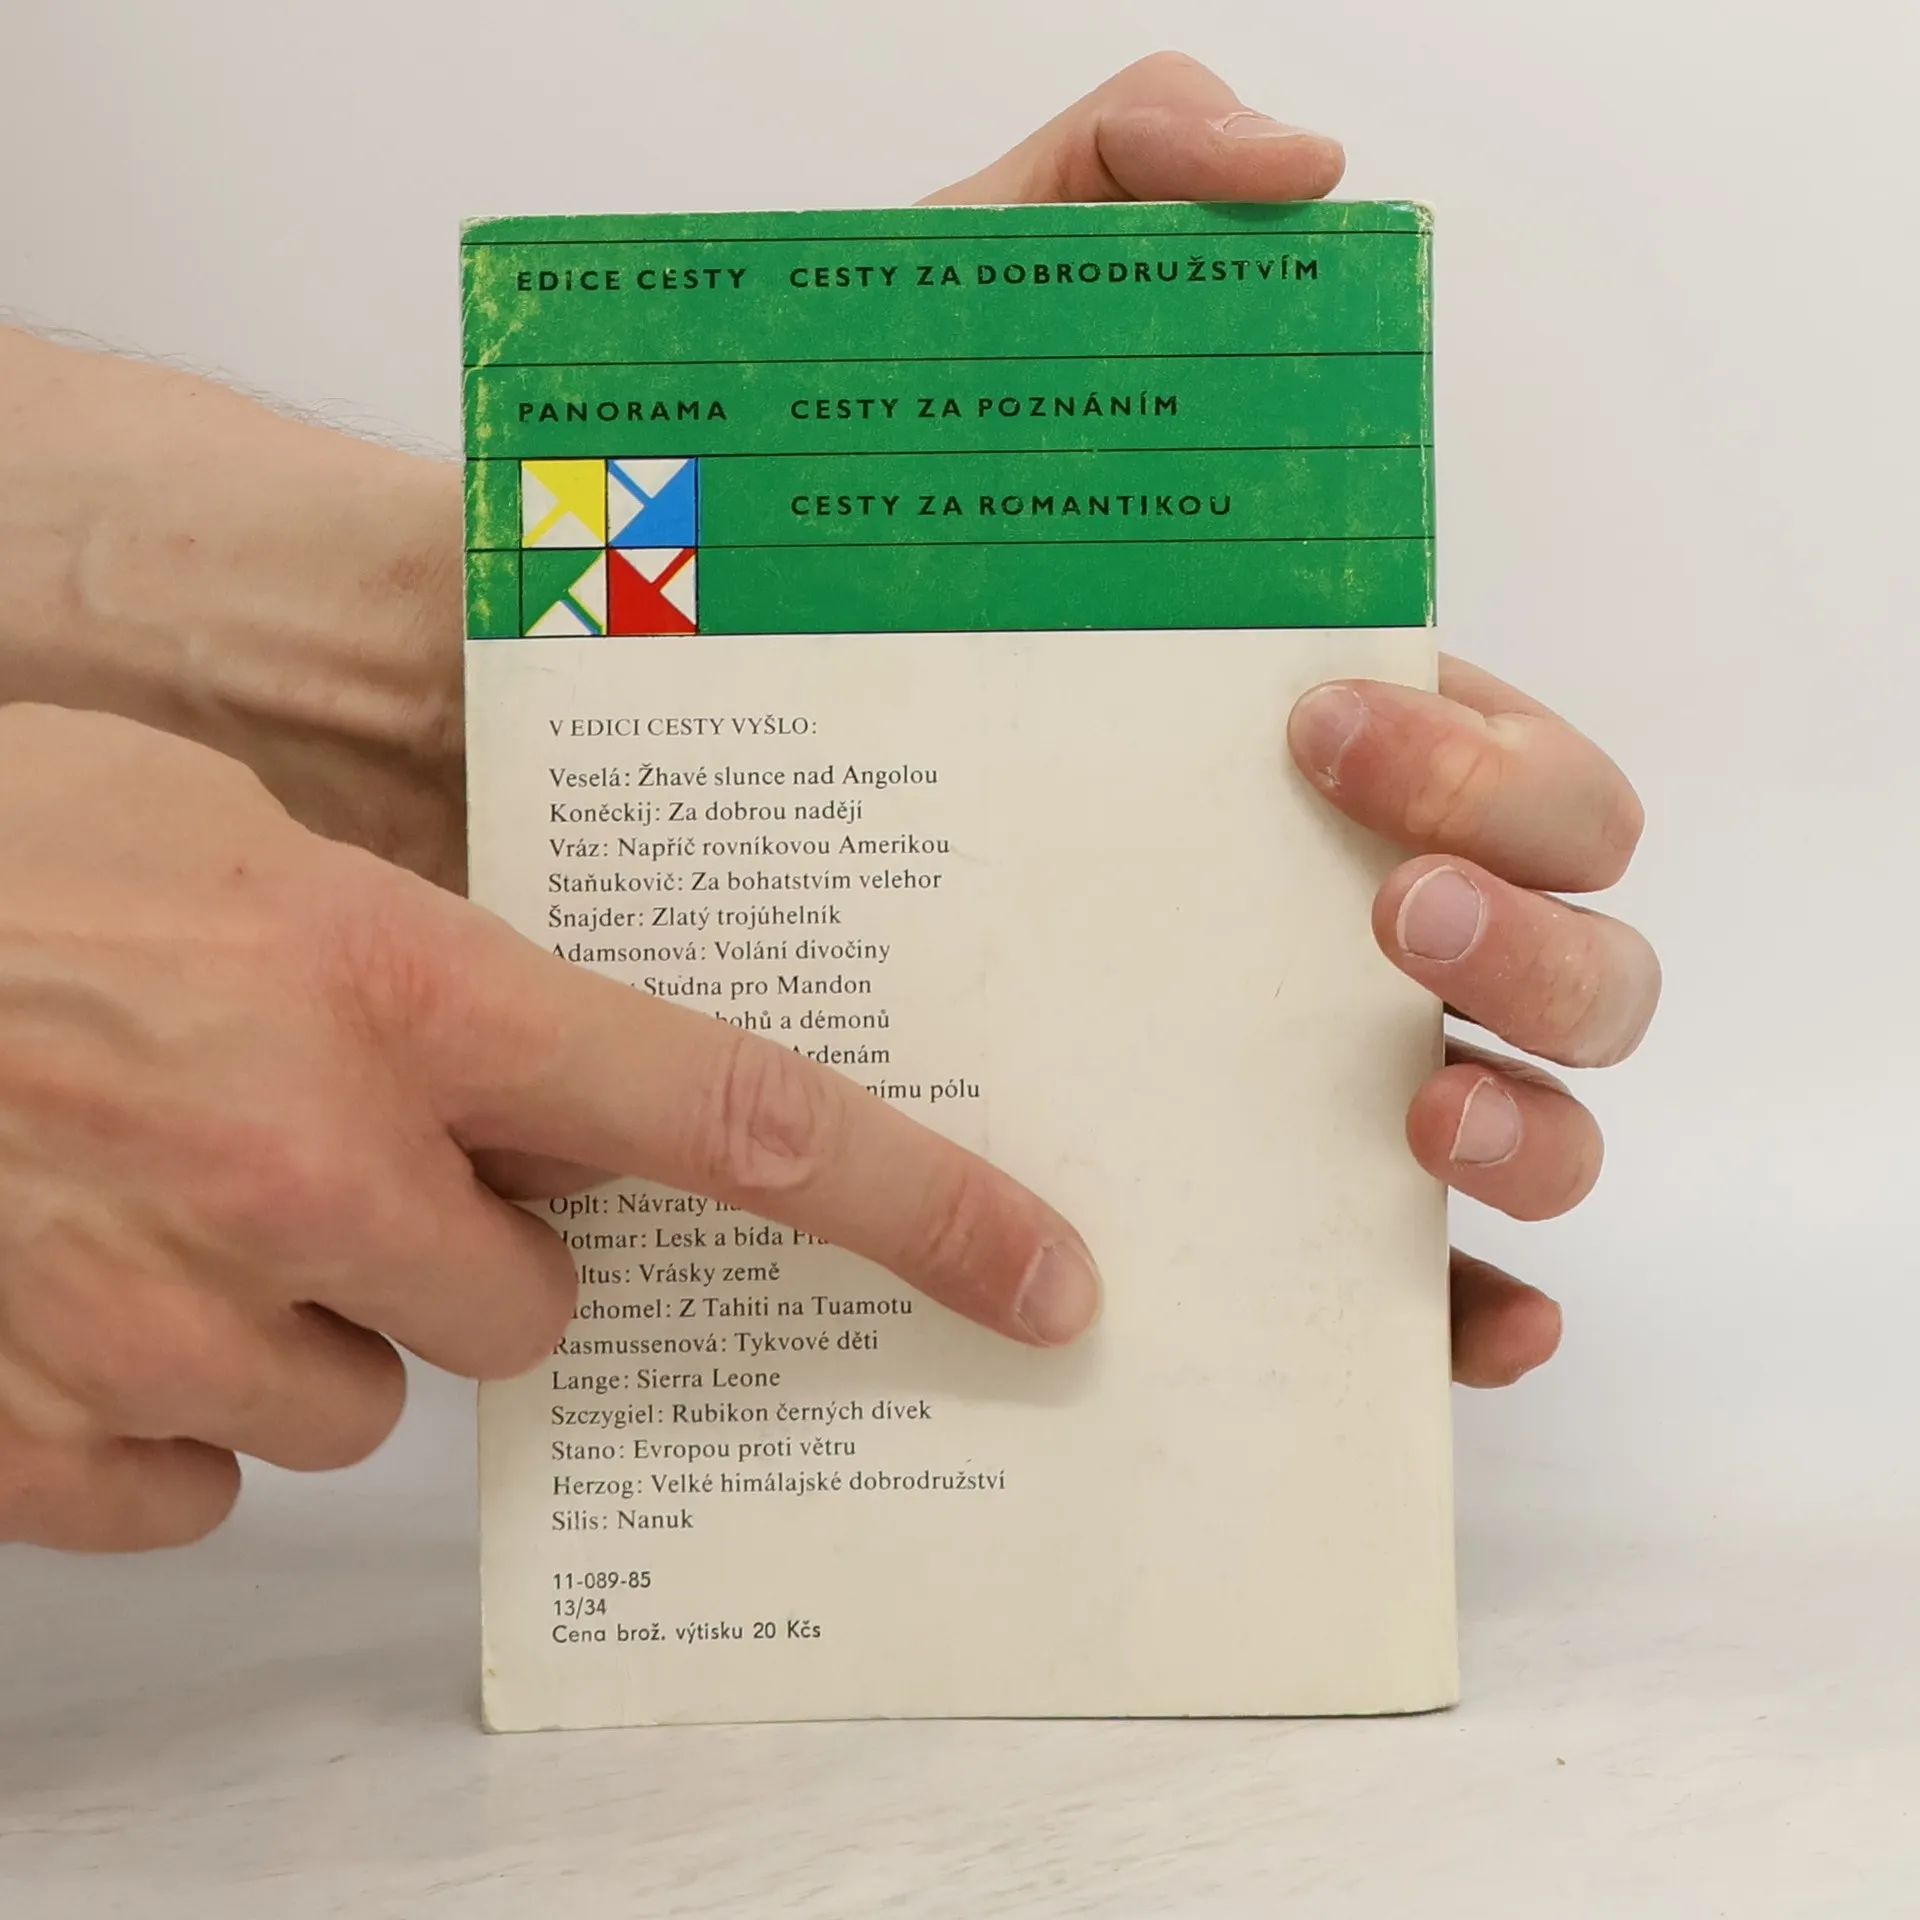 EDICE CESTY CESTY ZA DOBRODRUŽSTVÍM
PANORAMA CESTY ZA POZNÁNÍM
CESTY ZA ROMANTIKOU
V EDICI CESTY VYŠLO:
Veselá: Žhavé slunce nad Angolou
Koněckij: Za dobrou nadějí
Vráz: Napříč rovníkovou Amerikou
Staňukovič: Za bohatstvím velehor
Šnajder: Zlatý trojúhelník
Adamsonová: Volání divočiny
Studna pro Mandon
bohů a démonů
Ardenám
pólu
Oplt: Návraty
Lesk a bída
Vrásky země
Z Tahiti na Tuamotu
Rasmussenová: Tykvové děti
Lange: Sierra Leone
Szczygiel: Rubikon černých dívek
Stano: Evropou proti větru
Herzog: Velké himálajské dobrodružství
Silis: Nanuk
11-089-85
13/34
Cena brož. výtisku 20 Kčs